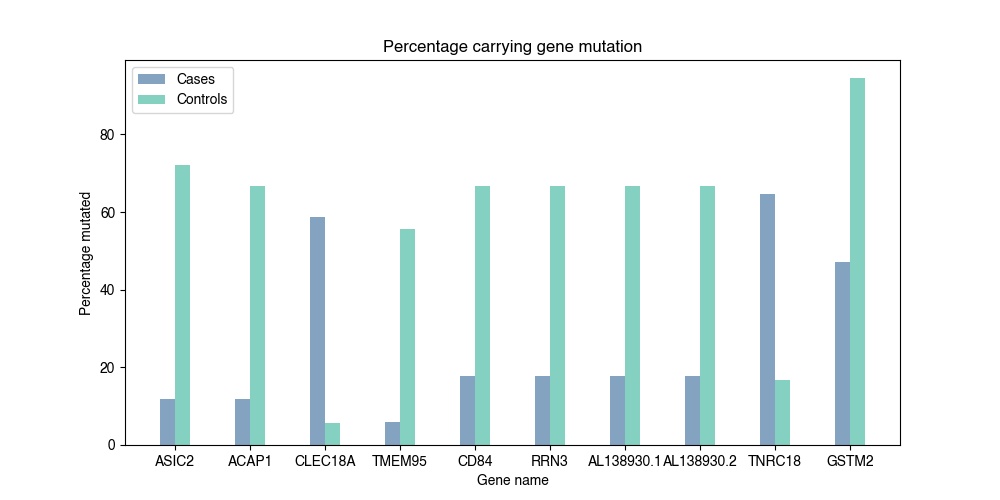 Percentage carrying gene mutation
Cases
Controls
Percentage mutated
80
60
40
20
0
ASIC2 ACAP1 CLEC18A TMEM95 CD84 RRN3 AL138930.1 AL138930.2 TNRC18 GSTM2
Gene name